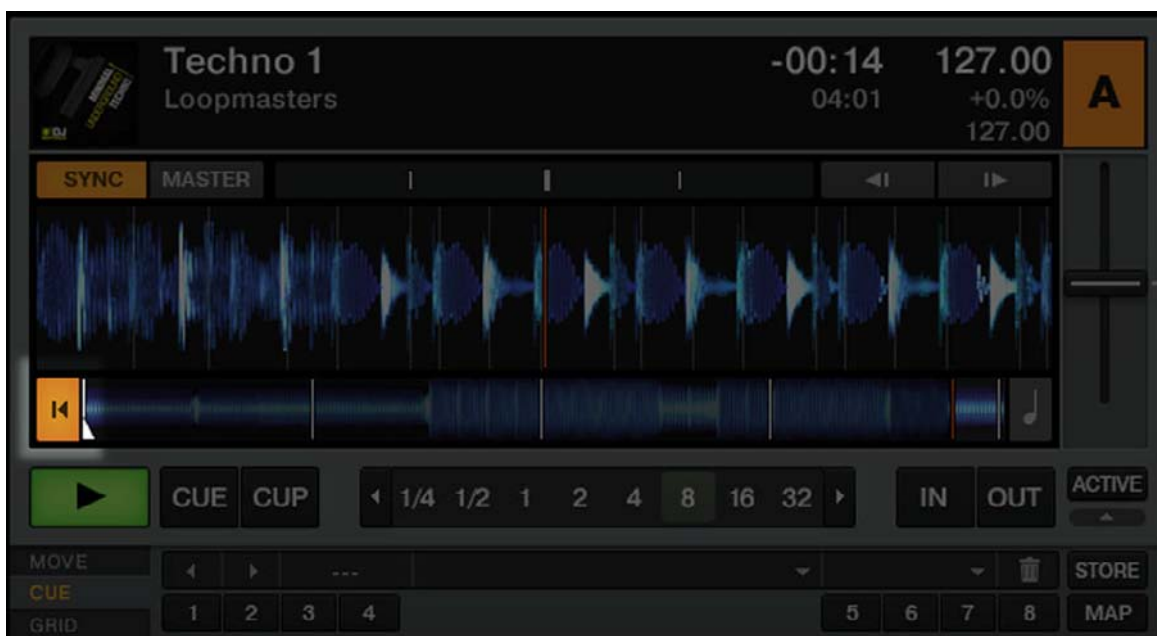 Techno 1
-00:14
127.00
Loopmasters
04:01
+0.0%
127.00
A
SYNC MASTER
CUE CUP
1/4 1/2 1 2 4 8 16 32
IN OUT
ACTIVE
MOVE
---
STORE
CUE
1 2 3 4
5 6 7 8
MAP
GRID